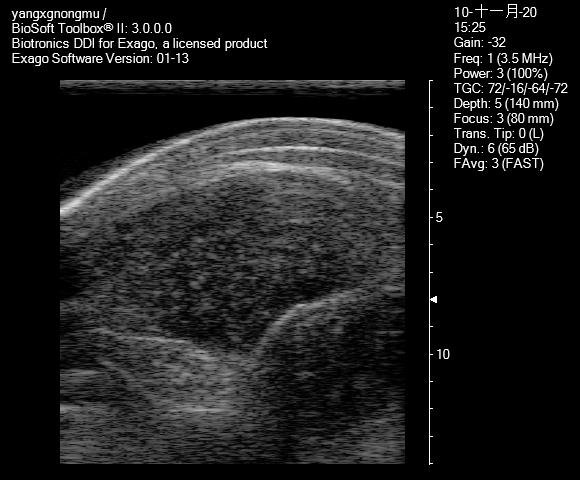 yangxgnongmu /
BioSoft Toolbox® II: 3.0.0.0
Biotronics DDI for Exago, a licensed product
Exago Software Version: 01-13
10-十一月-20
15:25
Gain: -32
Freq: 1 (3.5 MHz)
Power: 3 (100%)
TGC: 72/-16/-64/-72
Depth: 5 (140 mm)
Focus: 3 (80 mm)
Trans. Tip: 0 (L)
Dyn.: 6 (65 dB)
FAvg: 3 (FAST)
5
10